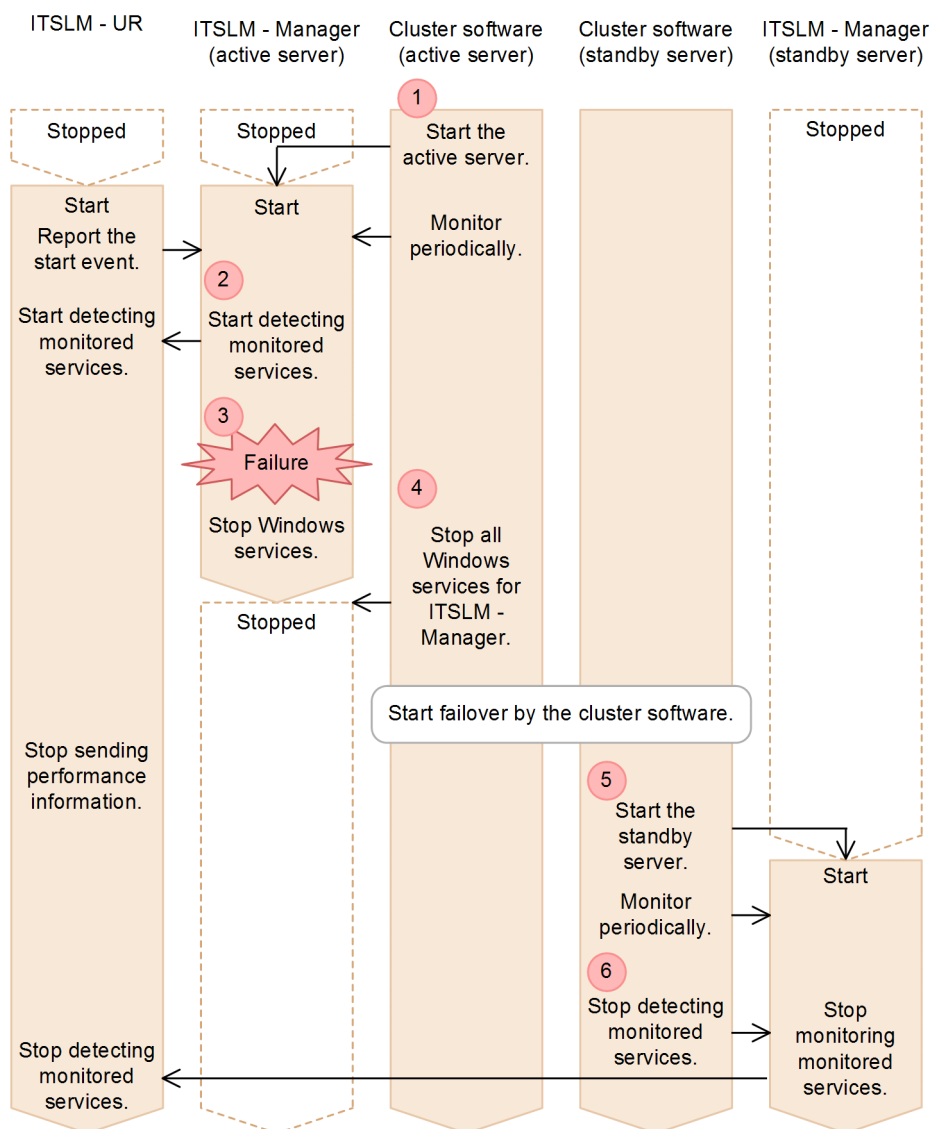 ITSLM - UR
ITSLM - Manager
(active server)
Cluster software
(active server)
Cluster software
(standby server)
ITSLM - Manager
(standby server)
1
Stopped
Stopped
Start the
active server.
Stopped
Start
Report the
start event.
Start
Monitor
periodically.
2
Start detecting
monitored
services.
Start detecting
monitored
services.
3
Failure
4
Stop Windows
services.
Stop all
Windows
services for
ITSLM -
Manager.
Stopped
Start failover by the cluster software.
Stop sending
performance
information.
5
Start the
standby
server.
Start
Monitor
periodically.
6
Stop detecting
monitored
services.
Stop
monitoring
monitored
services.
Stop detecting
monitored
services.